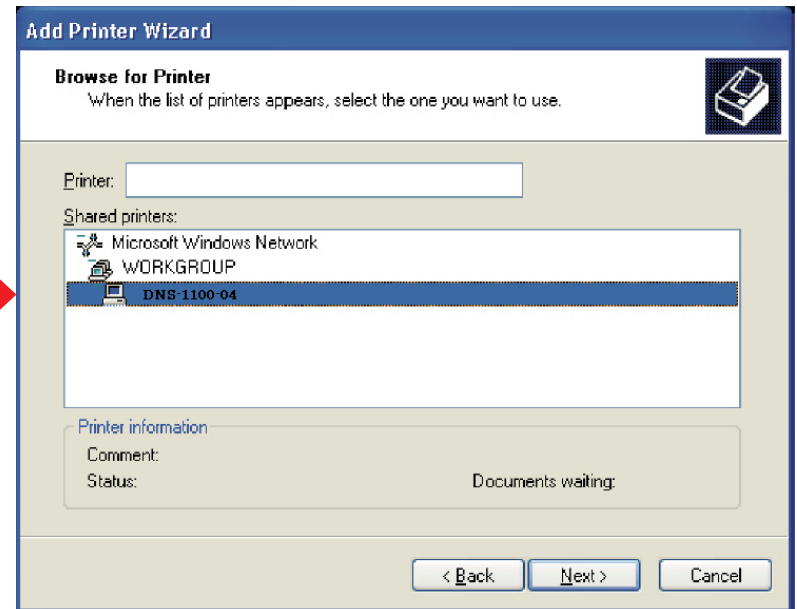 Add Printer Wizard
Browse for Printer
When the list of printers appears, select the one you want to use.
Printer:
Shared printers:
Microsoft Windows Network
WORKGROUP
DNS-1100-04
Printer information
Comment:
Status: Documents waiting:
< Back Next > Cancel